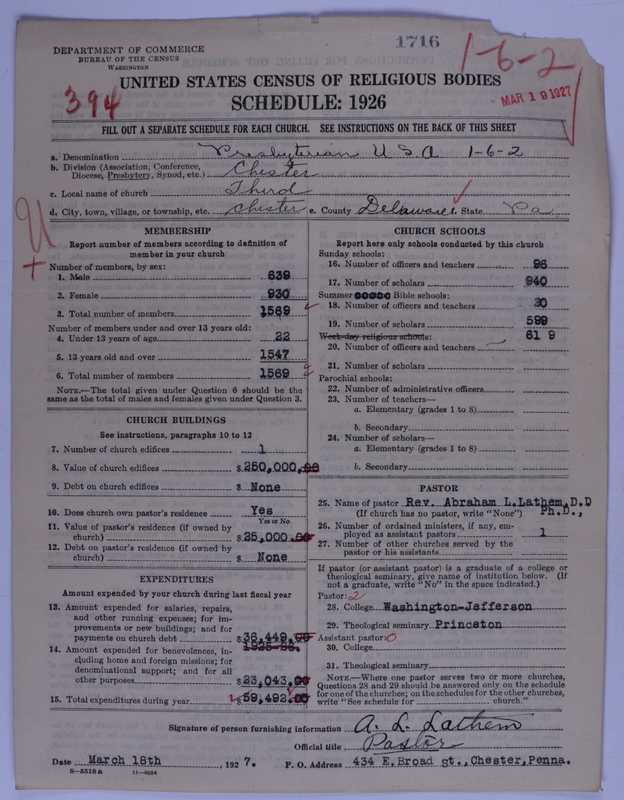 DEPARTMENT OF COMMERCE
BUREAU OF THE CENSUS
WASHINGTON
1716
1-6-2
394
MAR 19 1927
UNITED STATES CENSUS OF RELIGIOUS BODIES
SCHEDULE: 1926
FILL OUT A SEPARATE SCHEDULE FOR EACH CHURCH. SEE INSTRUCTIONS ON THE BACK OF THIS SHEET
a. Denomination Presbyterian U S A 1-6-2
b. Division (Association, Conference, Diocese, Presbytery, Synod, etc.) Chester
c. Local name of church Third
d. City, town, village, or township, etc. Chester e. County Delaware f. State Pa
U
+
MEMBERSHIP
Report number of members according to definition of
member in your church
Number of members, by sex:
1. Male 639
2. Female 930
3. Total number of members 1569
Number of members under and over 13 years old:
4. Under 13 years of age 22
5. 13 years old and over 1547
6. Total number of members 1569
NOTE.—The total given under Question 6 should be
same as the total of males and females given under Question 3.
CHURCH BUILDINGS
See instructions, paragraphs 10 to 12
7. Number of church edifices 1
8. Value of church edifices $250,000.00
9. Debt on church edifices $ None
10. Does church own pastor's residence Yes
Yes or No
11. Value of pastor's residence (if owned by
church) $25,000.00
12. Debt on pastor's residence (if owned by
church) $ None
EXPENDITURES
Amount expended by your church during last fiscal year
13. Amount expended for salaries, repairs,
and other running expenses; for im-
provements or new buildings; and for
payments on church debt $36,449.00
1925-26.
14. Amount expended for benevolences, in-
cluding home and foreign missions; for
denominational support; and for all
other purposes $23,043.00
15. Total expenditures during year $59,492.00
CHURCH SCHOOLS
Report here only schools conducted by this church
Sunday schools:
16. Number of officers and teachers 96
17. Number of scholars 940
Summer Bible schools:
18. Number of officers and teachers 20
19. Number of scholars 599
Week-day religious schools: 61 9
20. Number of officers and teachers
21. Number of scholars
Parochial schools:
22. Number of administrative officers
23. Number of teachers—
a. Elementary (grades 1 to 8)
b. Secondary
24. Number of scholars—
a. Elementary (grades 1 to 8)
b. Secondary
PASTOR
25. Name of pastor Rev. Abraham L. Lathem, D.D
(If church has no pastor, write "None") Ph.D.,
26. Number of ordained ministers, if any, em-
ployed as assistant pastors 1
27. Number of other churches served by the
pastor or his assistants
If pastor (or assistant pastor) is a graduate of a college or
theological seminary, give name of institution below. (If
not a graduate, write "No" in the space indicated.)
Pastor: 2
28. College Washington-Jefferson
29. Theological seminary Princeton
Assistant pastor: 0
30. College
31. Theological seminary
NOTE.—Where one pastor serves two or more churches,
Questions 28 and 29 should be answered only on the schedule
for one of the churches; on the schedules for the other churches,
write "See schedule for church."
Signature of person furnishing information A. L. Lathem
Official title Pastor
Date March 18th, 1927. P. O. Address 434 E. Broad st., Chester, Penna.
8-5518a 11-9034